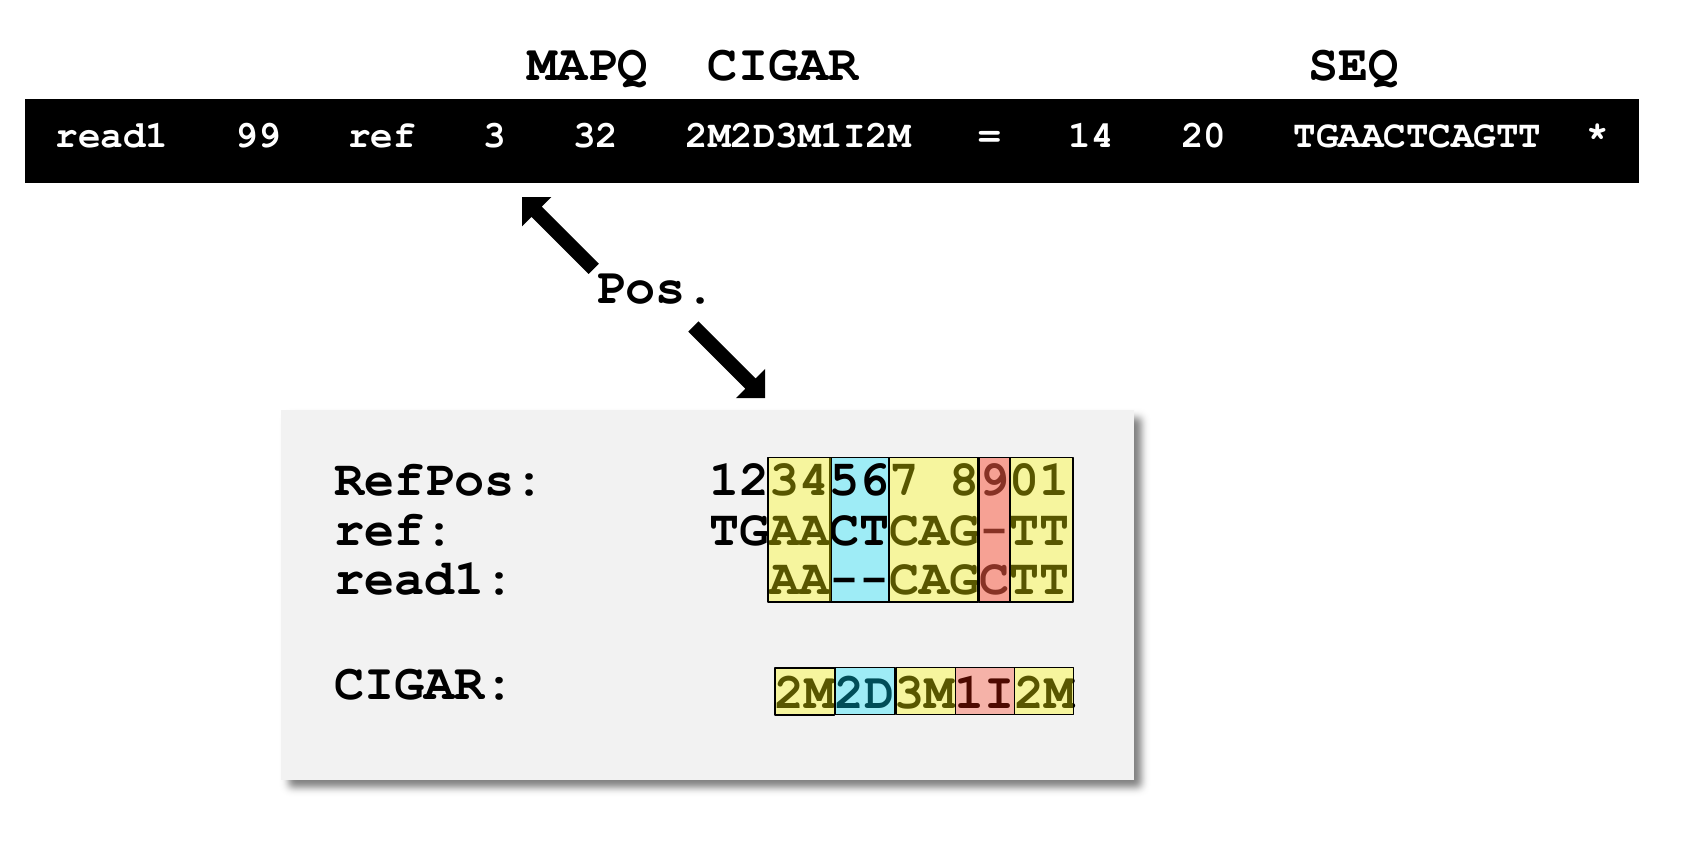 MAPQ CIGAR SEQ
read1 99 ref 3 32 2M2D3M1I2M = 14 20 TGAACTCAGTT *
Pos.
RefPos: 1234567 8901
ref: TGAACTCAG-TT
read1: AA--CAGCTT
CIGAR: 2M2D3M1I2M